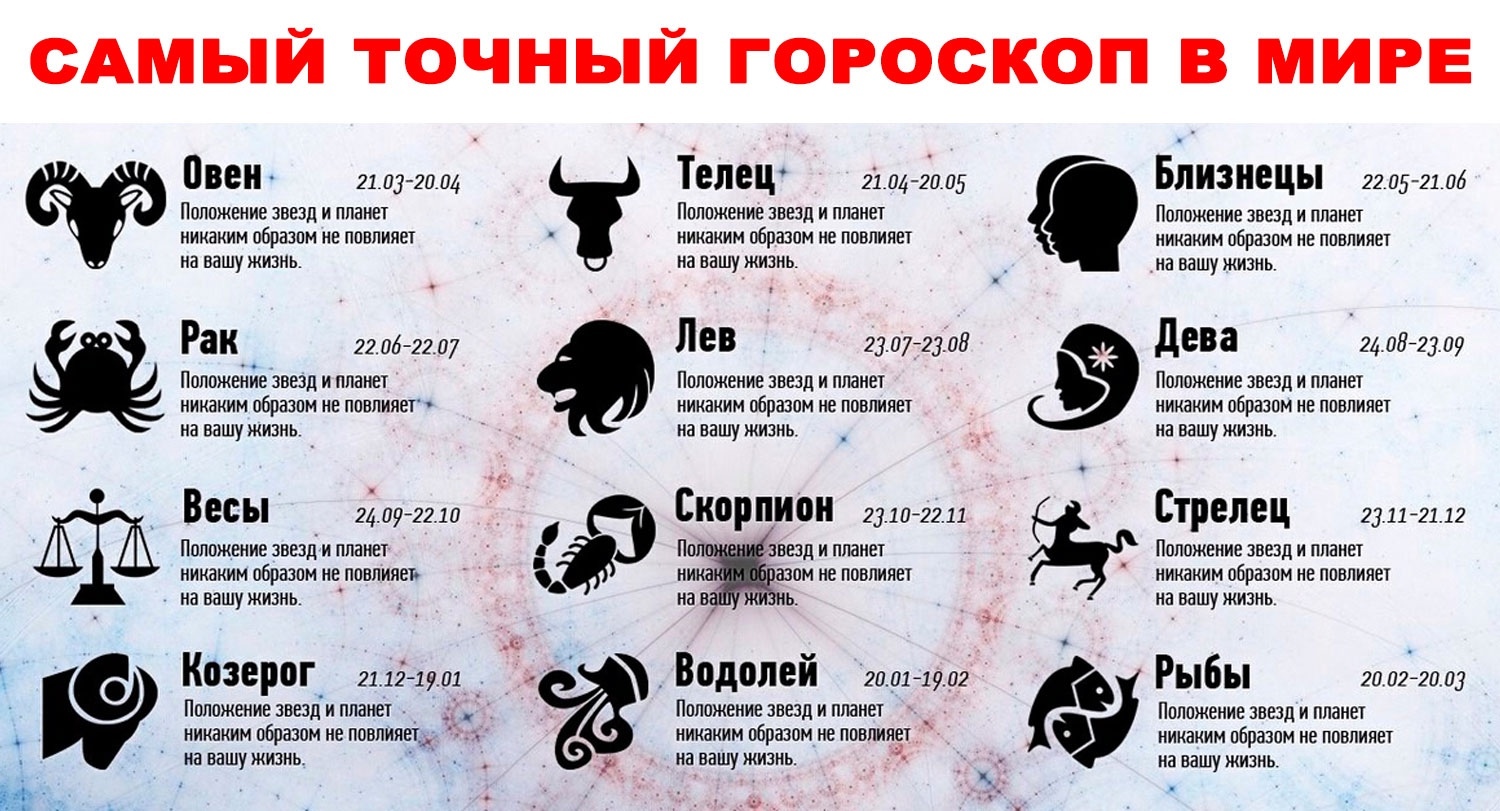 САМЫЙ ТОЧНЫЙ ГОРОСКОП В МИРЕ
Овен 21.03-20.04
Положение звезд и планет
никаким образом не повлияет
на вашу жизнь.
Телец 21.04-20.05
Положение звезд и планет
никаким образом не повлияет
на вашу жизнь.
Близнецы 22.05-21.06
Положение звезд и планет
никаким образом не повлияет
на вашу жизнь.
Рак 22.06-22.07
Положение звезд и планет
никаким образом не повлияет
на вашу жизнь.
Лев 23.07-23.08
Положение звезд и планет
никаким образом не повлияет
на вашу жизнь.
Дева 24.08-23.09
Положение звезд и планет
никаким образом не повлияет
на вашу жизнь.
Весы 24.09-22.10
Положение звезд и планет
никаким образом не повлияет
на вашу жизнь.
Скорпион 23.10-22.11
Положение звезд и планет
никаким образом не повлияет
на вашу жизнь.
Стрелец 23.11-21.12
Положение звезд и планет
никаким образом не повлияет
на вашу жизнь.
Козерог 21.12-19.01
Положение звезд и планет
никаким образом не повлияет
на вашу жизнь.
Водолей 20.01-19.02
Положение звезд и планет
никаким образом не повлияет
на вашу жизнь.
Рыбы 20.02-20.03
Положение звезд и планет
никаким образом не повлияет
на вашу жизнь.